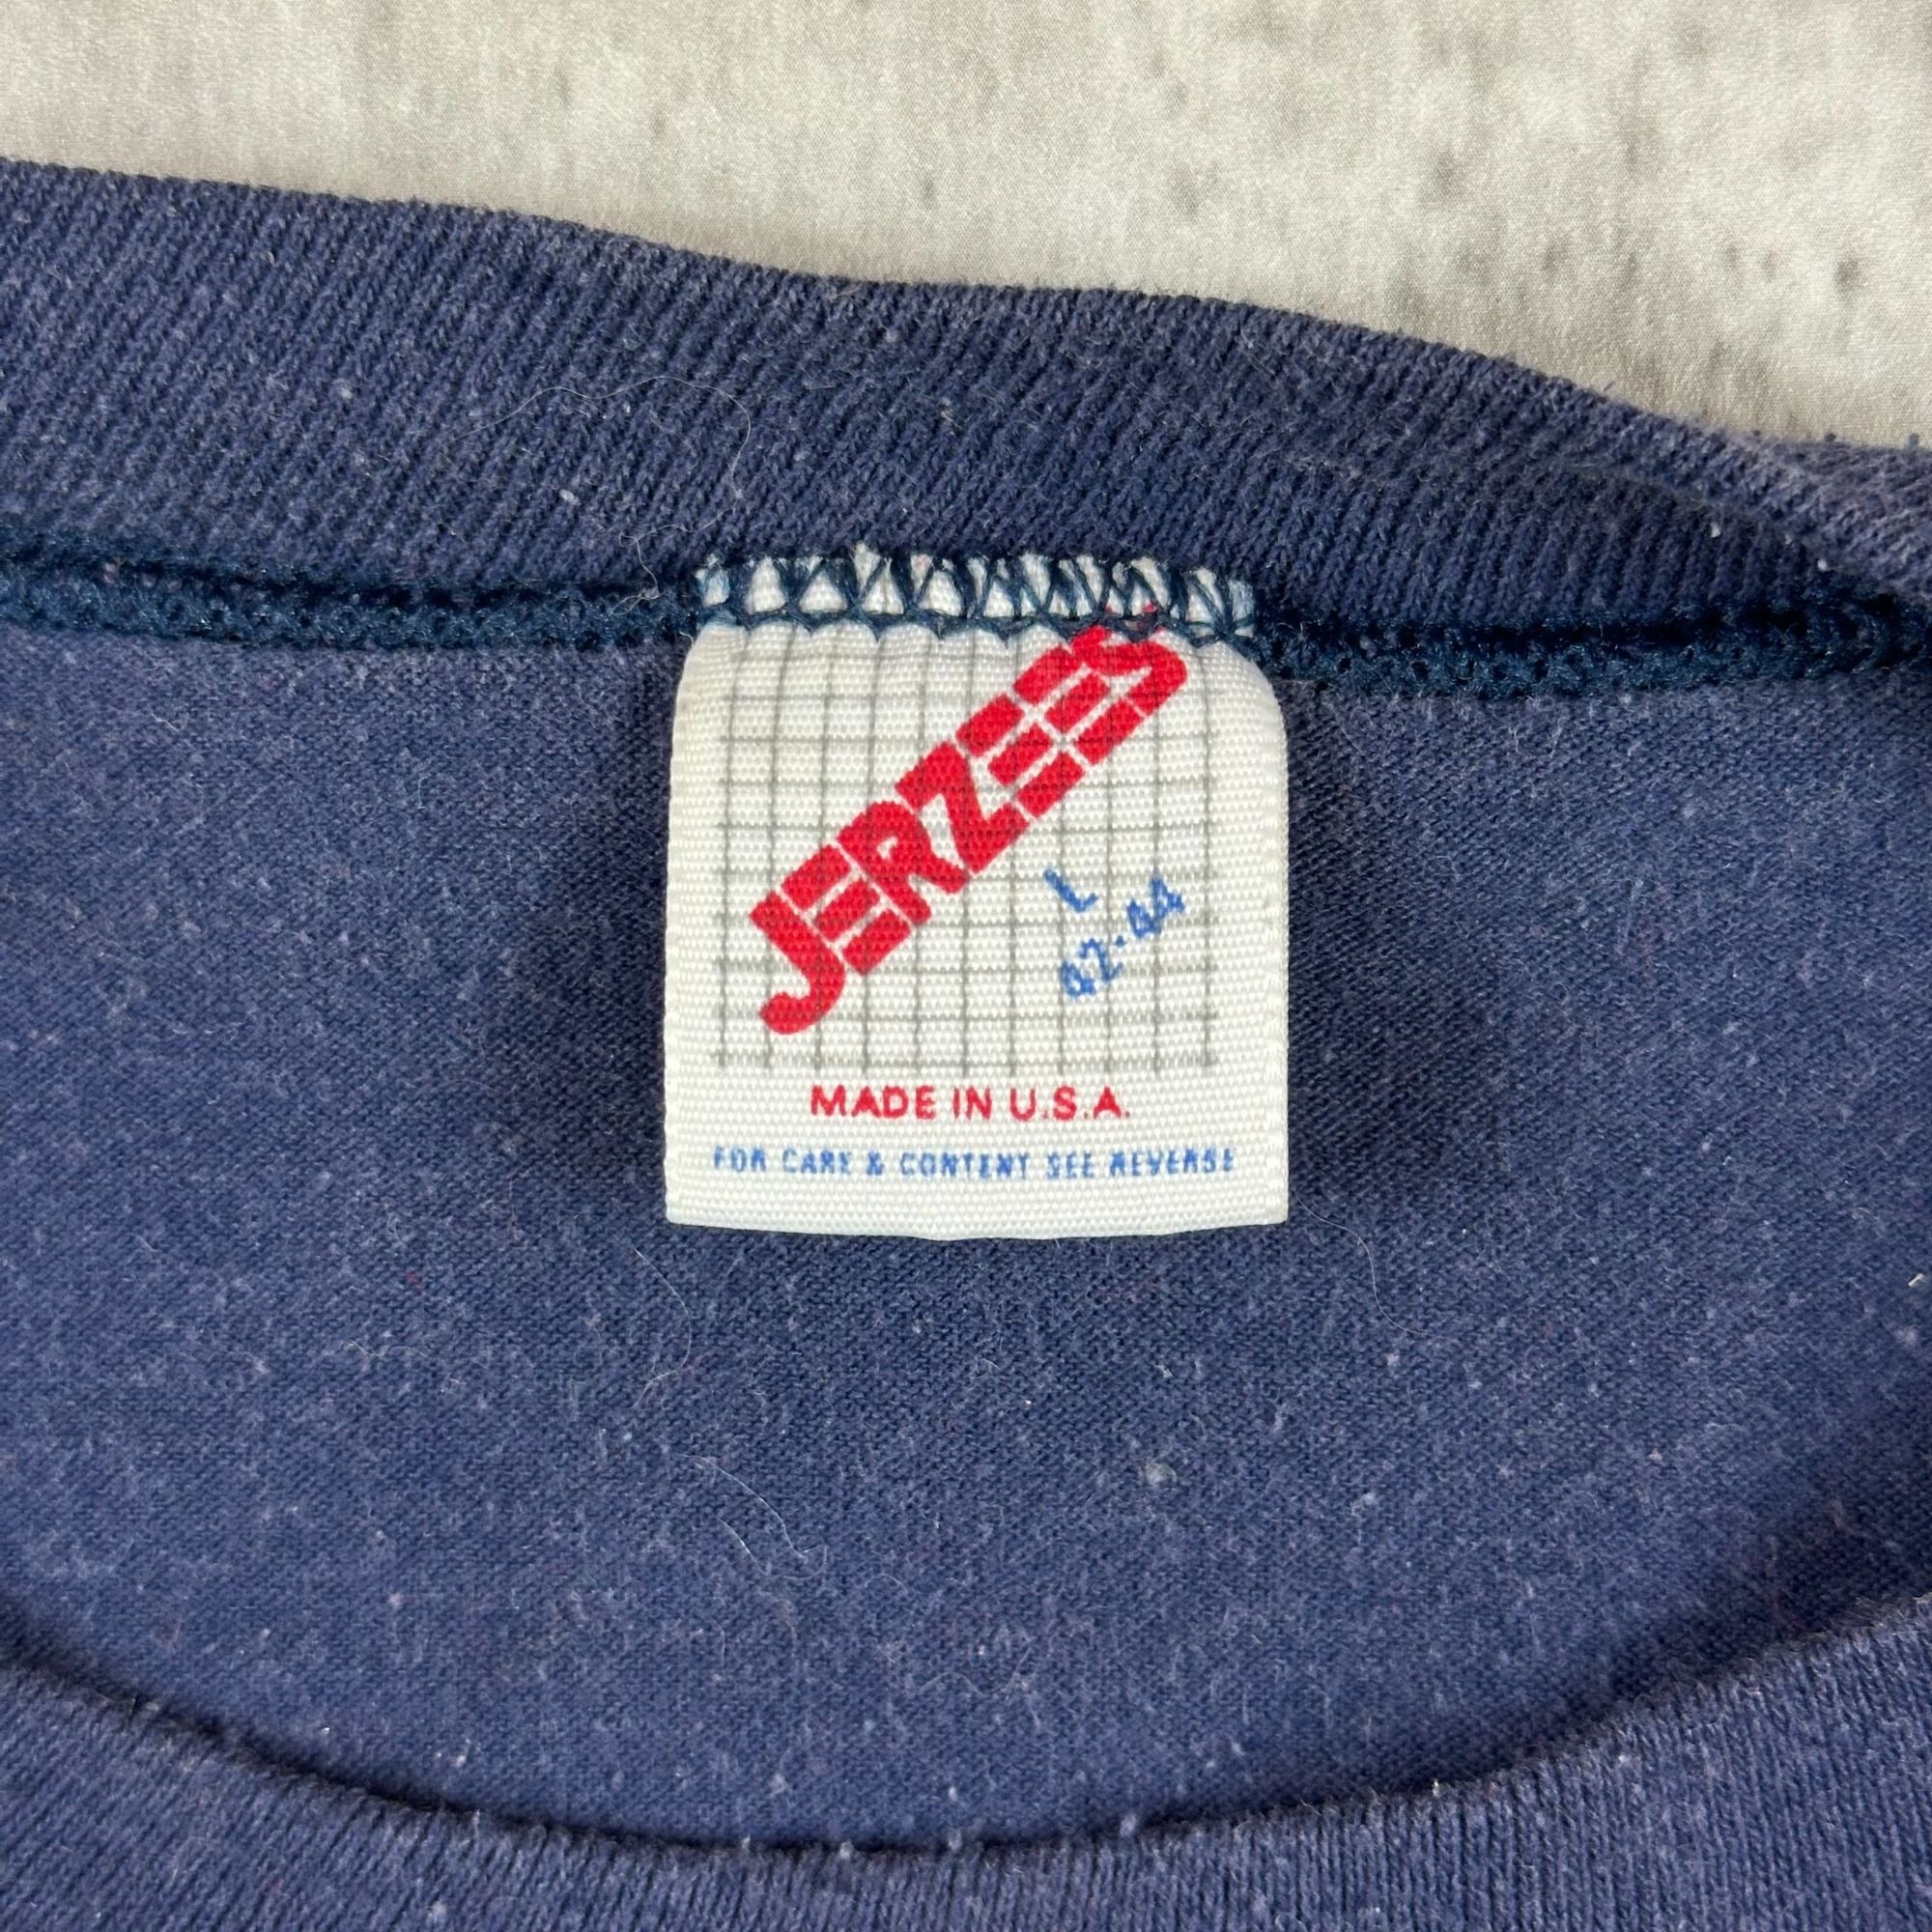 JERZEES
L
42-44
MADE IN U.S.A.
FOR CARE & CONTENT SEE REVERSE